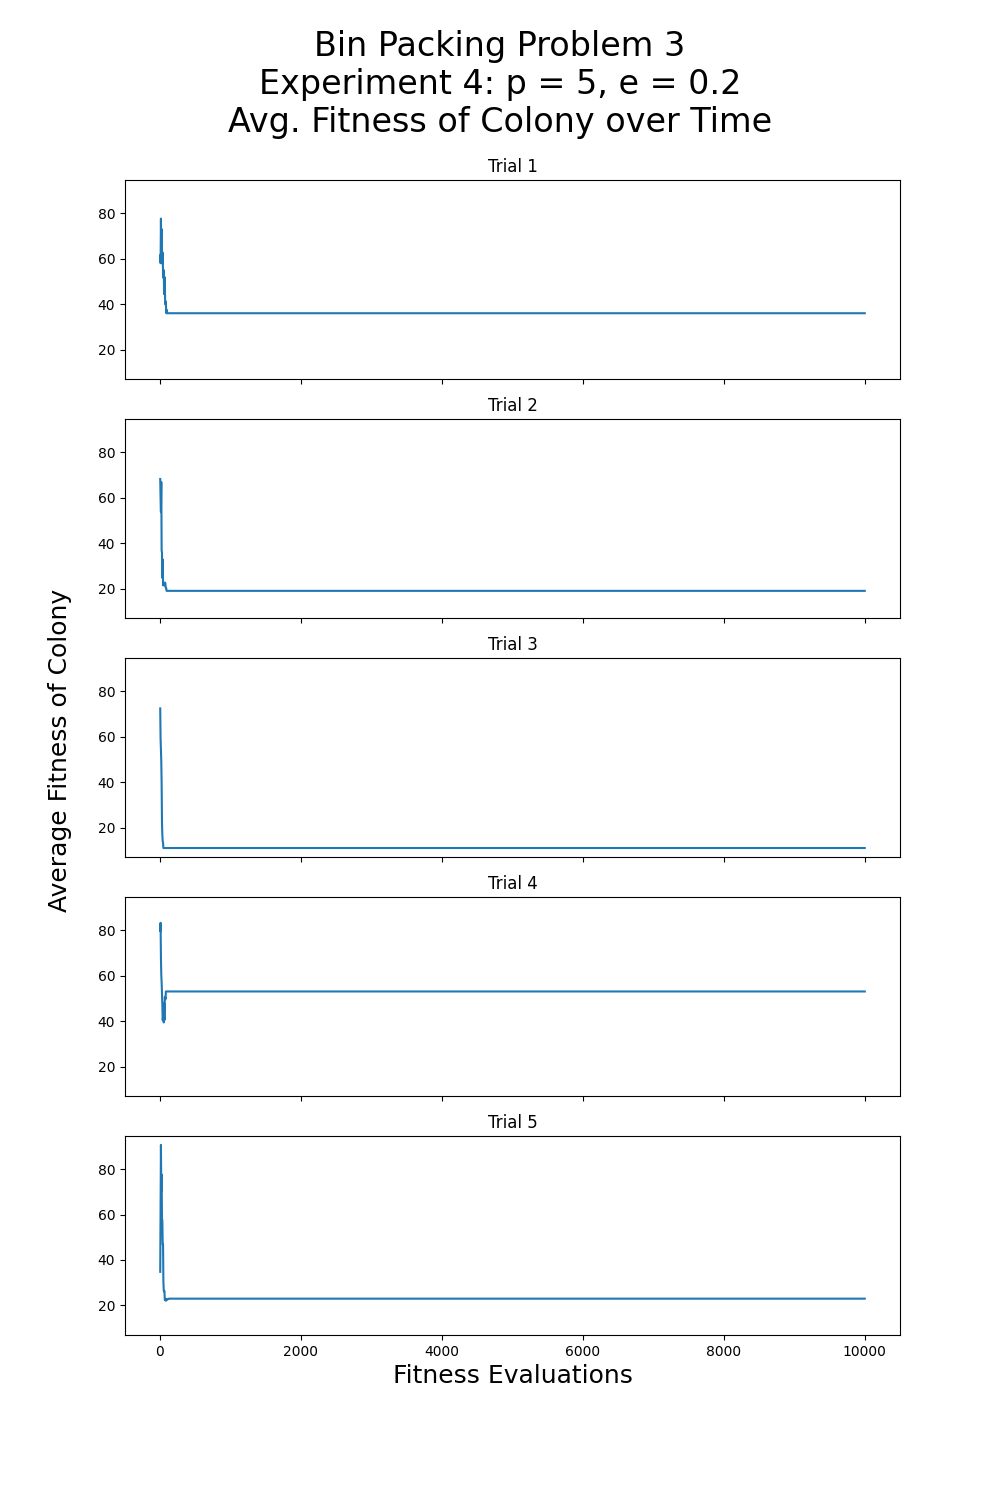 Bin Packing Problem 3
Experiment 4: p = 5, e = 0.2
Avg. Fitness of Colony over Time
Average Fitness of Colony
Trial 1
80
60
40
20
Trial 2
80
60
40
20
Trial 3
80
60
40
20
Trial 4
80
60
40
20
Trial 5
80
60
40
20
0 2000 4000 6000 8000 10000
Fitness Evaluations